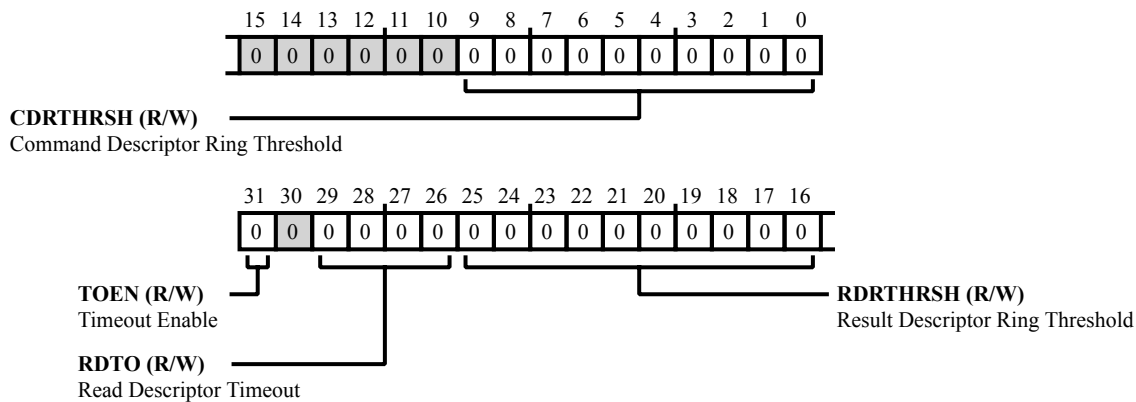 15 14 13 12 11 10 9 8 7 6 5 4 3 2 1 0
0 0 0 0 0 0 0 0 0 0 0 0 0 0 0 0
CDRTHRSH (R/W)
Command Descriptor Ring Threshold
31 30 29 28 27 26 25 24 23 22 21 20 19 18 17 16
0 0 0 0 0 0 0 0 0 0 0 0 0 0 0 0
TOEN (R/W)
Timeout Enable
RDRTHRSH (R/W)
Result Descriptor Ring Threshold
RDTO (R/W)
Read Descriptor Timeout